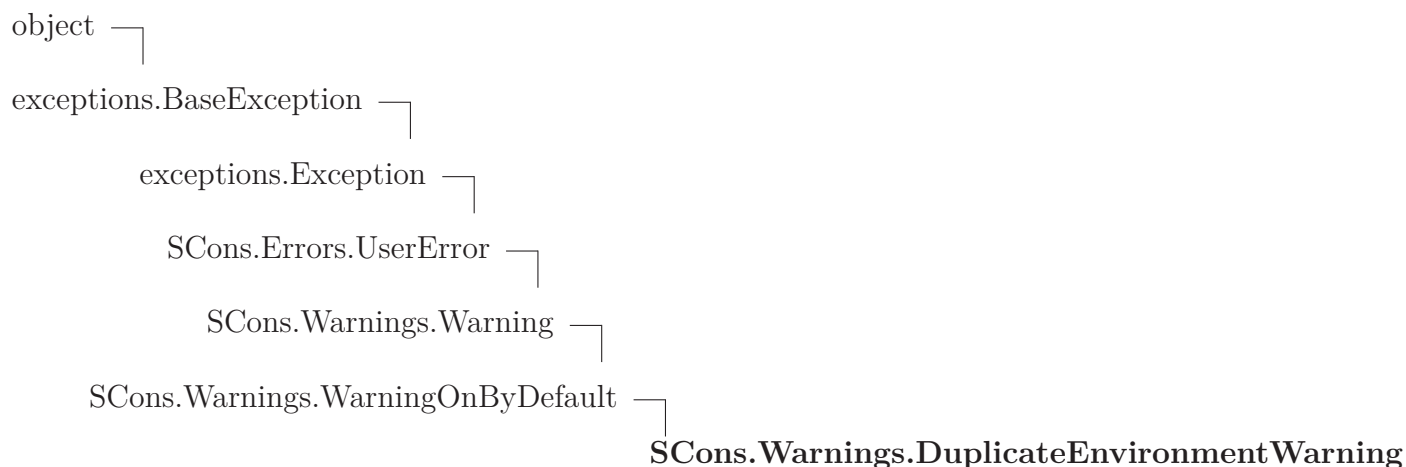 object
exceptions.BaseException
exceptions.Exception
SCons.Errors.UserError
SCons.Warnings.Warning
SCons.Warnings.WarningOnByDefault
SCons.Warnings.DuplicateEnvironmentWarning